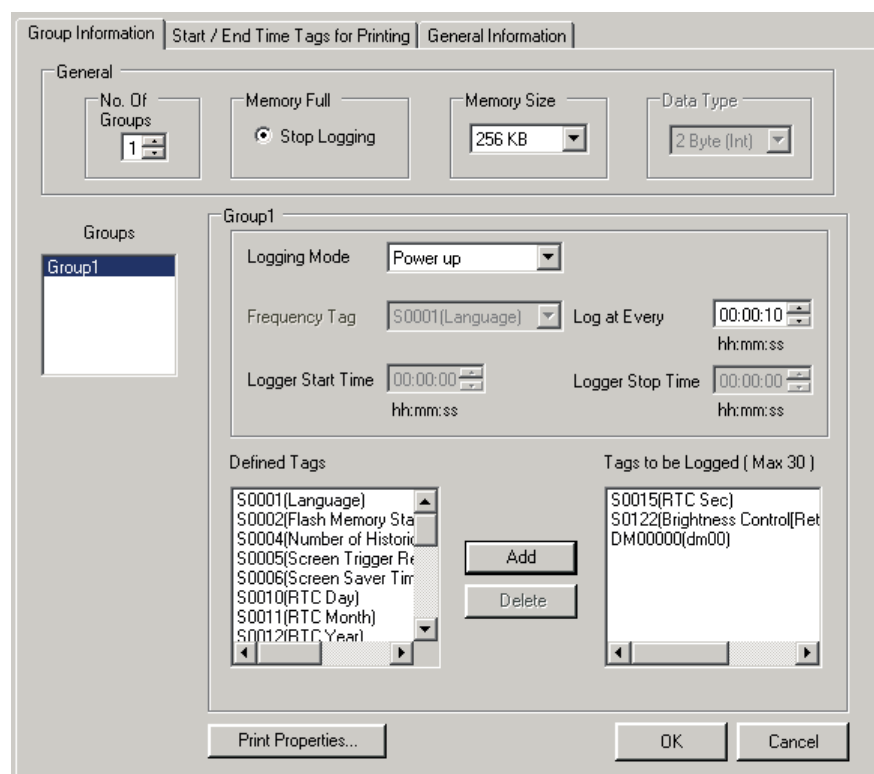 Group Information Start / End Time Tags for Printing General Information
General
No. Of Groups
1
Memory Full
Stop Logging
Memory Size
256 KB
Data Type
2 Byte (Int)
Groups
Group1
Group1
Logging Mode Power up
Frequency Tag S0001(Language) Log at Every 00:00:10
hh:mm:ss
Logger Start Time 00:00:00 Logger Stop Time 00:00:00
hh:mm:ss hh:mm:ss
Defined Tags
S0001(Language)
S0002(Flash Memory Sta
S0004(Number of Historic
S0005(Screen Trigger Re
S0006(Screen Saver Tim
S0010(RTC Day)
S0011(RTC Month)
S0012(RTC Year)
Add
Delete
Tags to be Logged ( Max 30 )
S0015(RTC Sec)
S0122(Brightness Control[Ret
DM00000(dm00)
Print Properties... OK Cancel